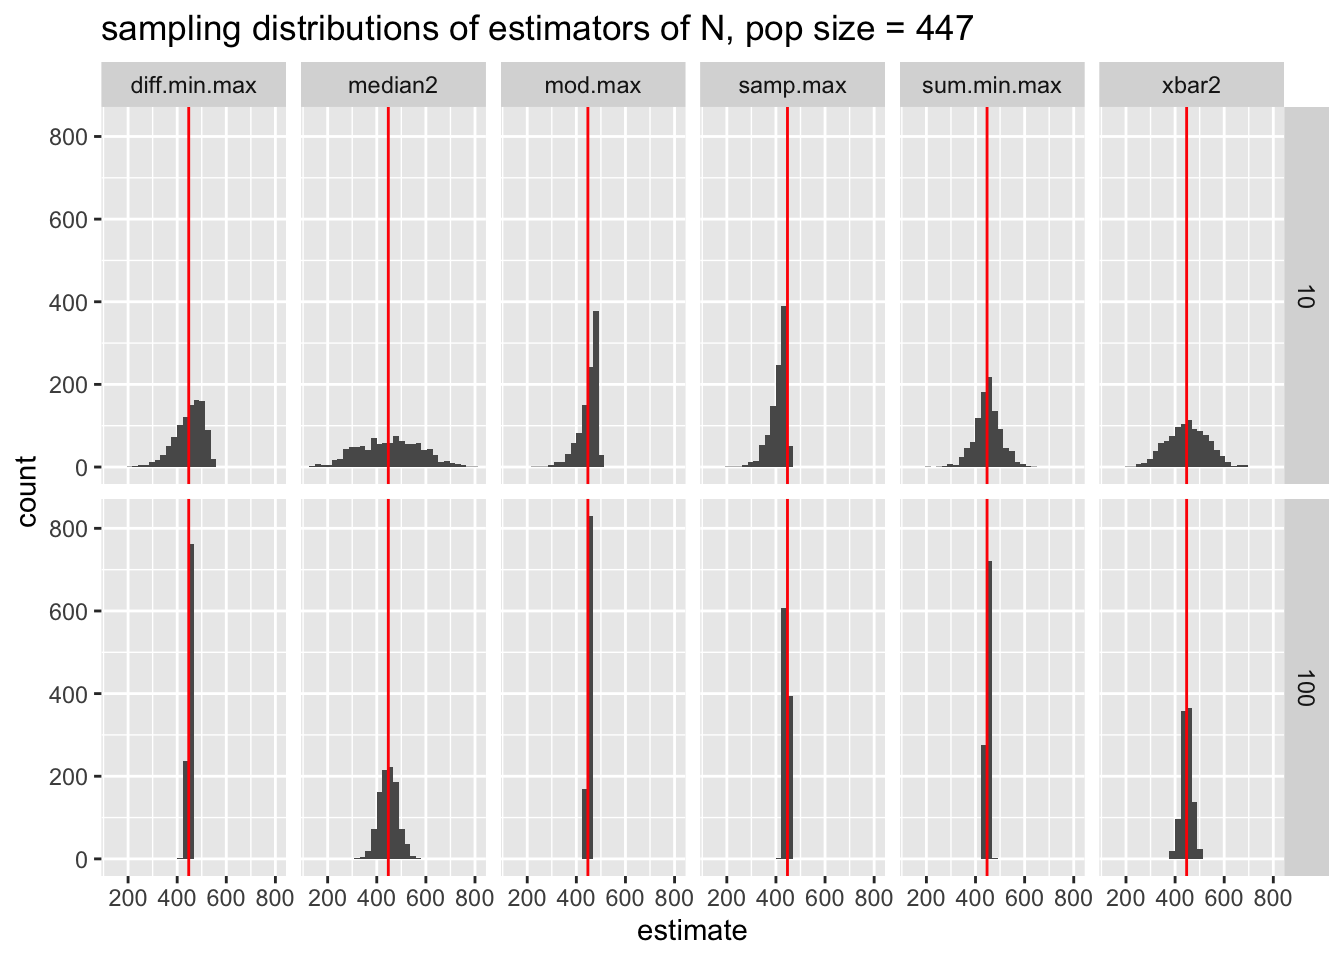 sampling distributions of estimators of N, pop size = 447
diff.min.max median2 mod.max samp.max sum.min.max xbar2
800
600
400
200
0
10
800
600
400
200
0
100
count
200 400 600 800 200 400 600 800 200 400 600 800 200 400 600 800 200 400 600 800 200 400 600 800
estimate